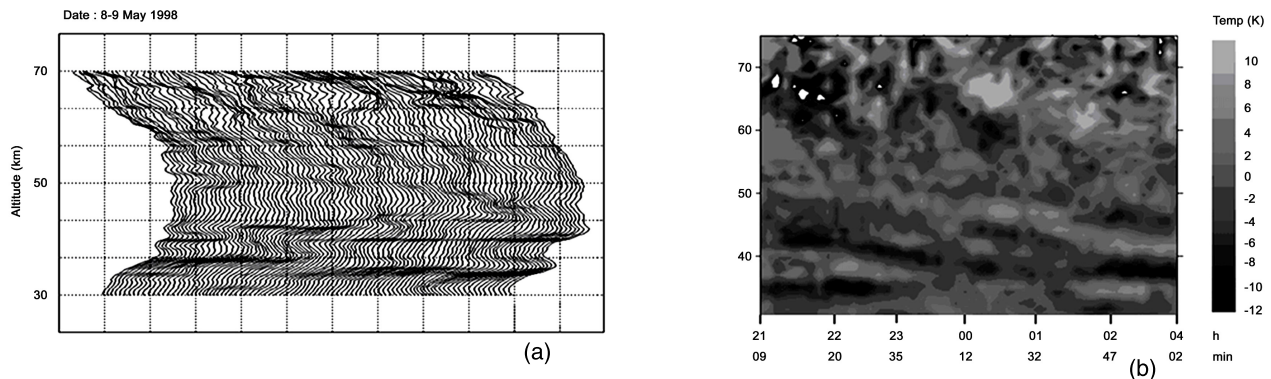 Date : 8-9 May 1998
Altitude (km)
70
50
30
(a)
Temp (K)
70
60
50
40
10
8
6
4
2
0
-2
-4
-6
-8
-10
-12
21 22 23 00 01 02 04 h
09 20 35 12 32 47 02 min
(b)